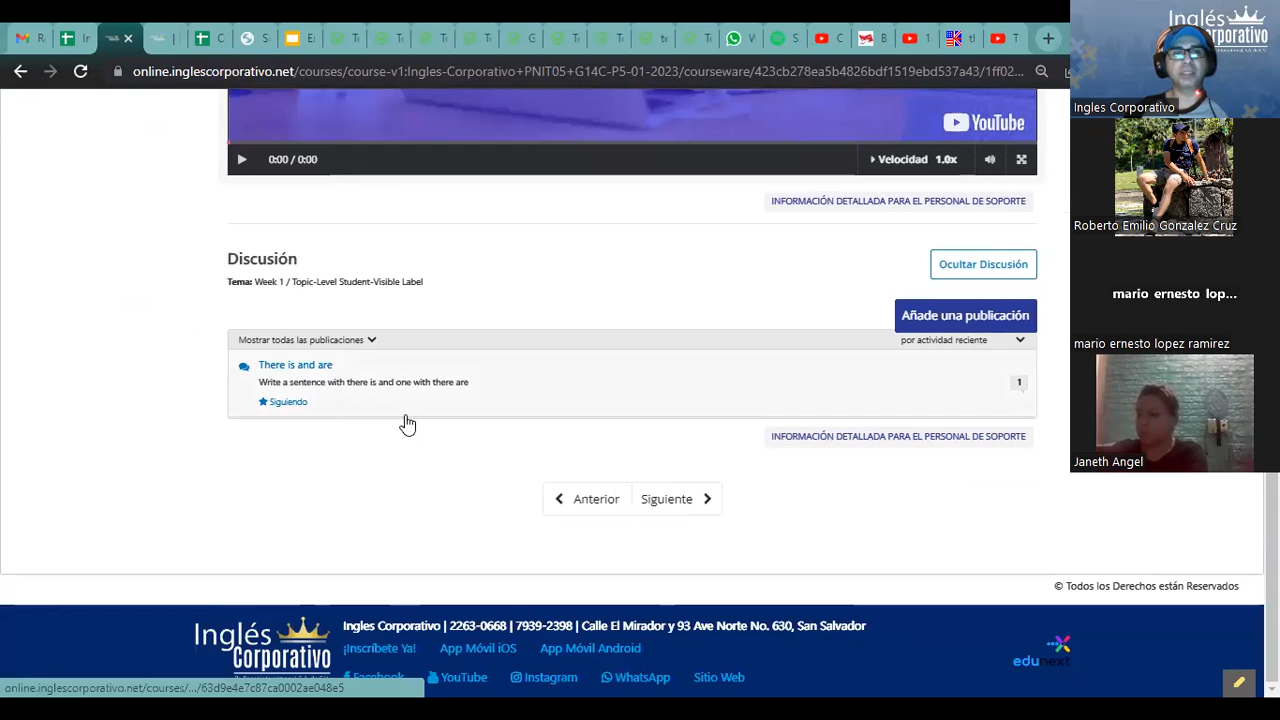 online.inglescorporativo.net/courses/course-v1:Ingles-Corporativo+PNIT05+G14C-P5-01-2023/courseware/423cb278ea5b4826bdf1519ebd537a43/1ff02...
Inglés
Corporativo
Ingles Corporativo
YouTube
0:00 / 0:00
Velocidad 1.0x
INFORMACIÓN DETALLADA PARA EL PERSONAL DE SOPORTE
Roberto Emilio Gonzalez Cruz
Discusión
Ocultar Discusión
Tema: Week 1 / Topic-Level Student-Visible Label
mario ernesto lop...
Añade una publicación
Mostrar todas las publicaciones
por actividad reciente
mario ernesto lopez ramirez
There is and are
Write a sentence with there is and one with there are
1
Siguiendo
INFORMACIÓN DETALLADA PARA EL PERSONAL DE SOPORTE
Janeth Angel
Anterior
Siguiente
© Todos los Derechos están Reservados
Inglés
Corporativo
Ingles Corporativo | 2263-0668 | 7939-2398 | Calle El Mirador y 93 Ave Norte No. 630, San Salvador
¡Inscríbete Ya!
App Móvil iOS
App Móvil Android
edunext
Facebook
YouTube
Instagram
WhatsApp
Sitio Web
online.inglescorporativo.net/courses/.../63d9e4e7c87ca0002ae048e5